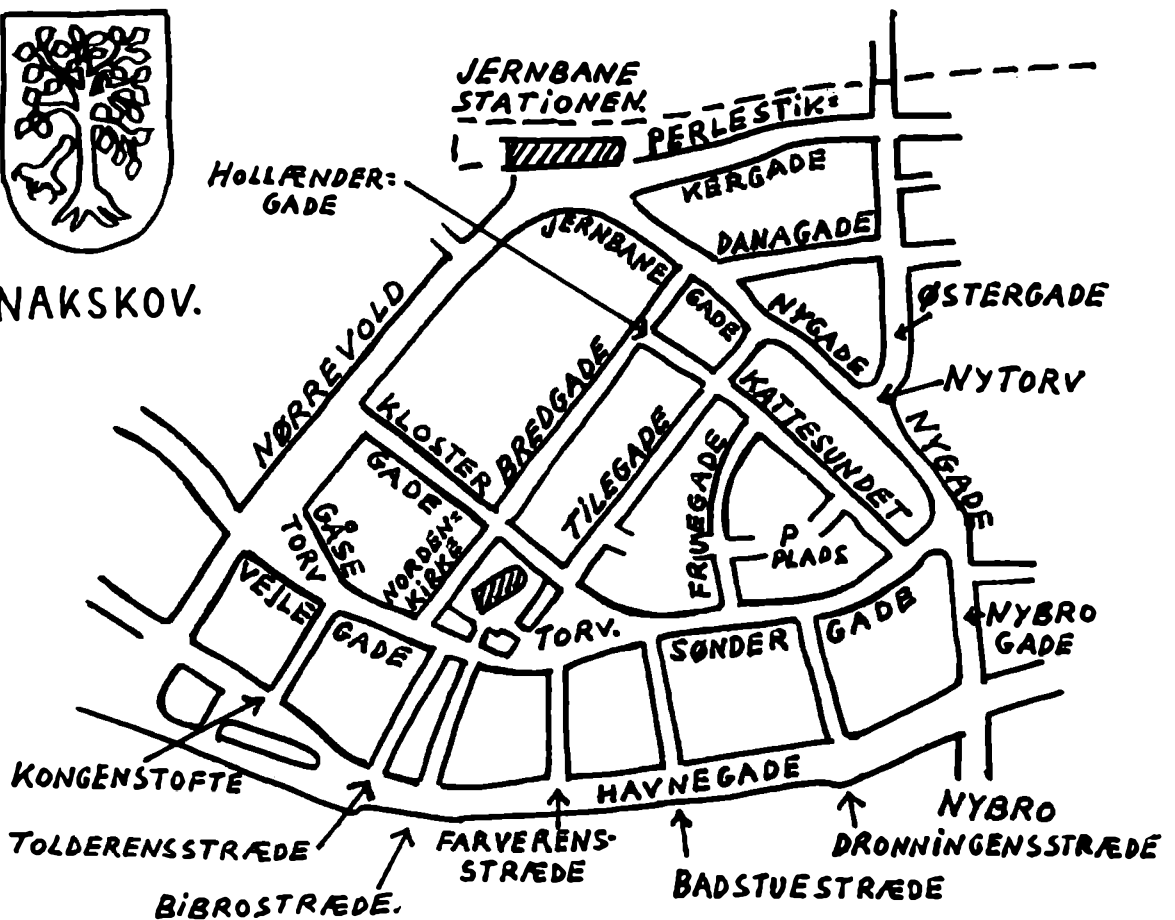 JERNBANE
STATIONEN.
PERLESTIK=
KERGADE
HOLLÆNDER=
GADE
DANAGADE
JERNBANE
GADE
NAKSKOV.
NYGADE
ØSTERGADE
NYTORV
NØRREVOLD
KLOSTER
GADE
BREDGADE
KATTESUNDET
NYGADE
TILEGADE
FRUEGADE
GÅSE
TORV
NORDEN=
KIRKE
P
PLADS
VEJLE
GADE
TORV.
SØNDER
GADE
NYBRO
GADE
KONGENSTOFTE
HAVNEGADE
NYBRO
TOLDERENSSTRÆDE
FARVERENS-
STRÆDE
DRONNINGENSSTRÆDE
BADSTUESTRÆDE
BIBROSTRÆDE.